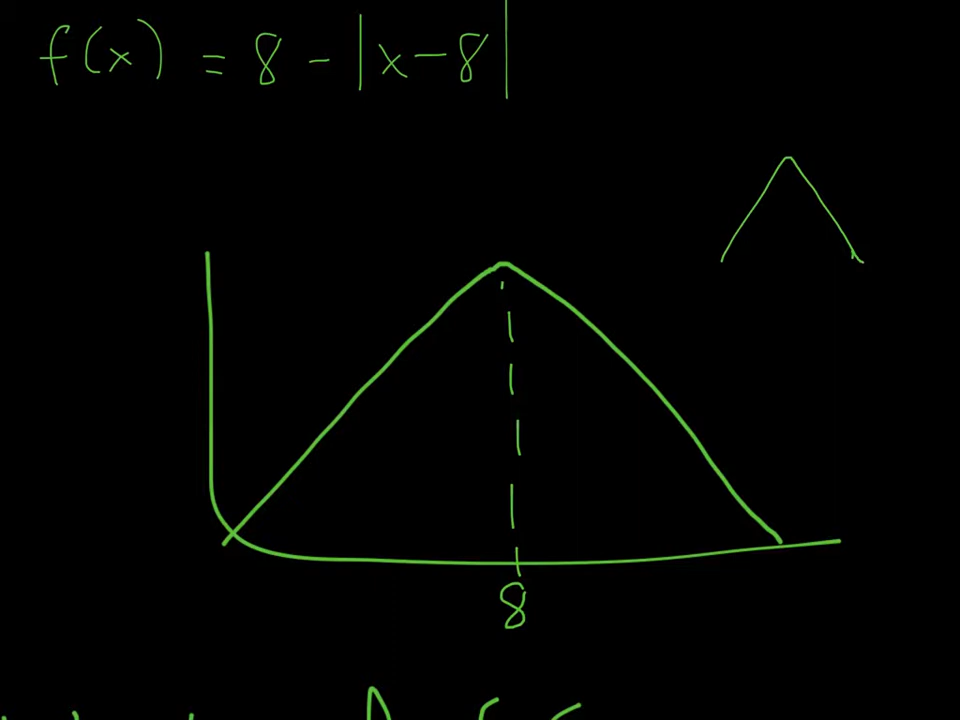 f(x) = 8 - |x-8|
8